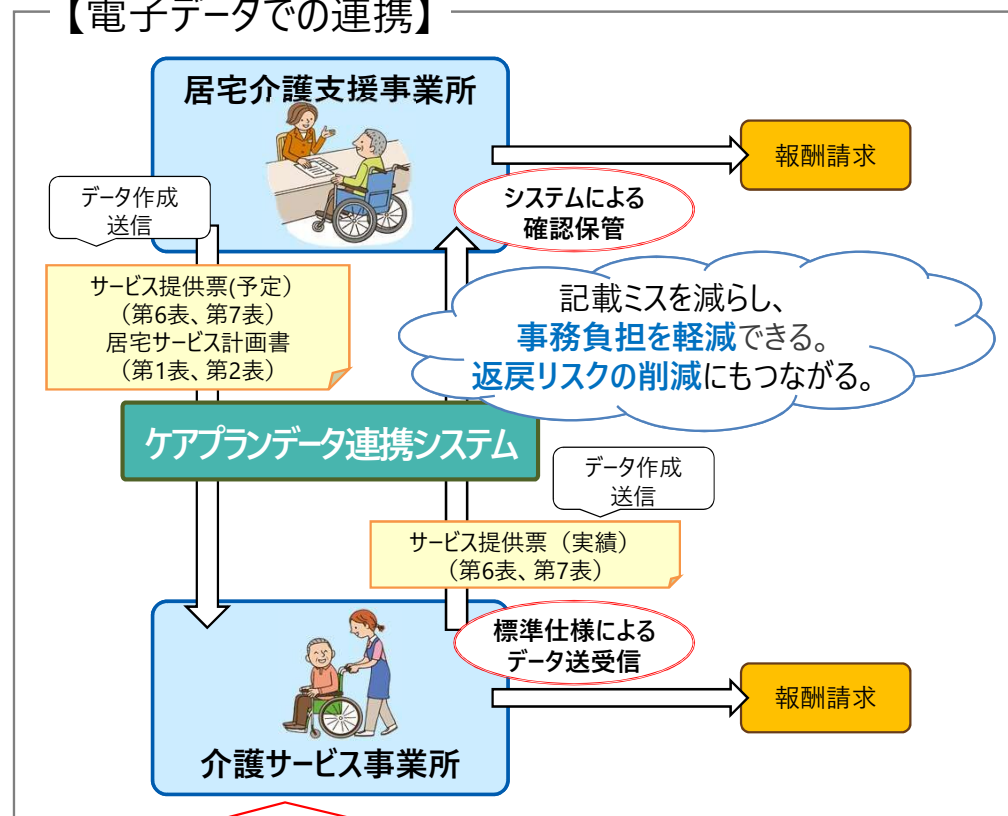 【電子データでの連携】
居宅介護支援事業所
報酬請求
データ作成
送信
システムによる
確認保管
サービス提供票(予定）
（第6表、第7表）
居宅サービス計画書
（第1表、第2表）
記載ミスを減らし、
事務負担を軽減できる。
返戻リスクの削減にもつながる。
ケアプランデータ連携システム
データ作成
送信
サービス提供票（実績）
（第6表、第7表）
標準仕様による
データ送受信
報酬請求
介護サービス事業所